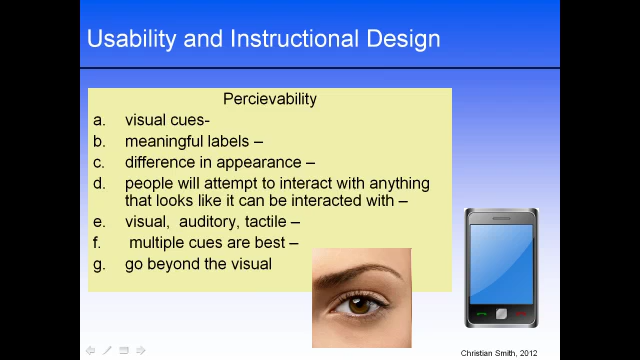 Usability and Instructional Design
Percievability
a. visual cues-
b. meaningful labels –
c. difference in appearance –
d. people will attempt to interact with anything
that looks like it can be interacted with –
e. visual, auditory, tactile –
f. multiple cues are best –
g. go beyond the visual
Christian Smith, 2012